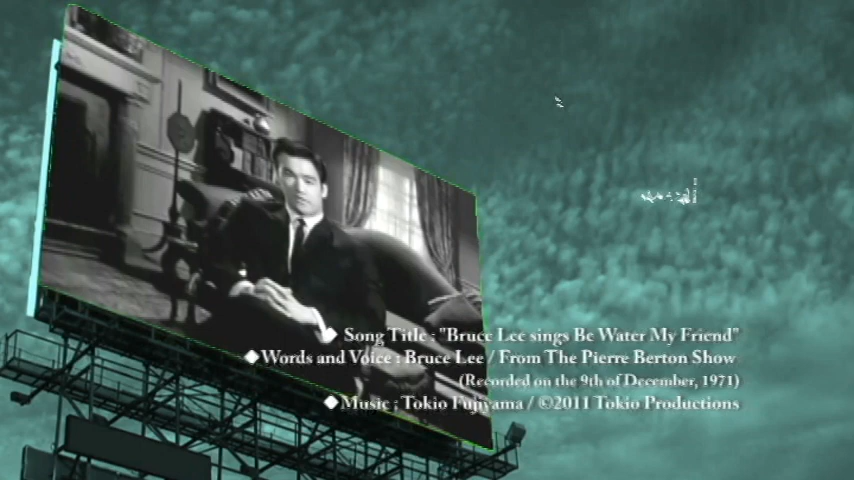 ◆ Song Title : "Bruce Lee sings Be Water My Friend"
◆Words and Voice : Bruce Lee / From The Pierre Berton Show
(Recorded on the 9th of December, 1971)
◆Music ; Tokio Fujiyama / ©2011 Tokio Productions